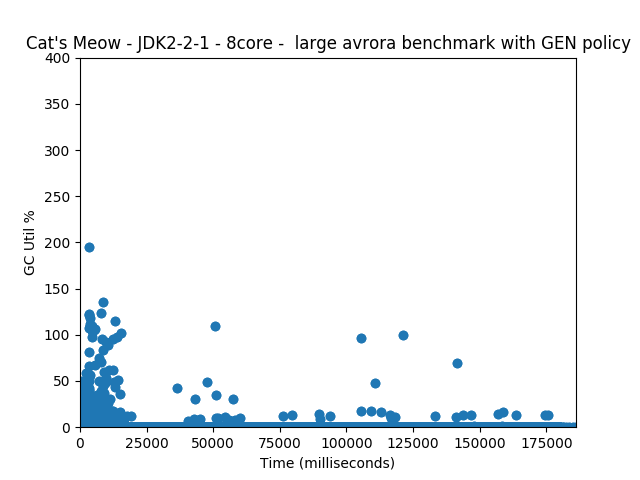 Cat's Meow - JDK2-2-1 - 8core -  large avrora benchmark with GEN policy
400
350
300
250
200
150
100
50
0
GC Util %
0 25000 50000 75000 100000 125000 150000 175000
Time (milliseconds)